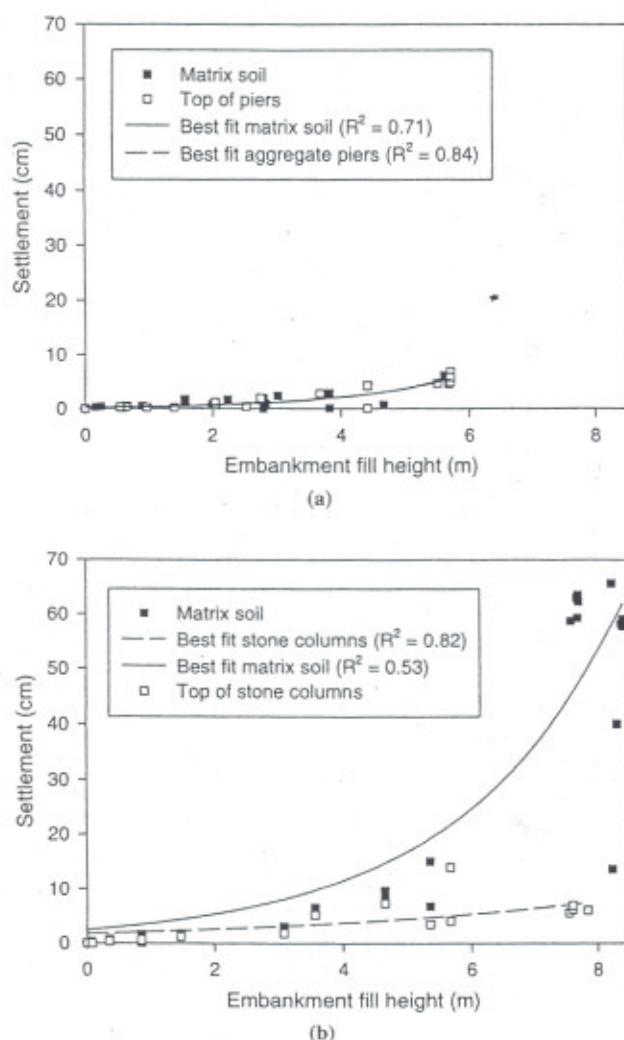 70
60
50
40
30
20
10
0
Settlement (cm)
Matrix soil
Top of piers
Best fit matrix soil (R² = 0.71)
Best fit aggregate piers (R² = 0.84)
0 2 4 6 8
Embankment fill height (m)
(a)
70
60
50
40
30
20
10
0
Settlement (cm)
Matrix soil
Best fit stone columns (R² = 0.82)
Best fit matrix soil (R² = 0.53)
Top of stone columns
0 2 4 6 8
Embankment fill height (m)
(b)